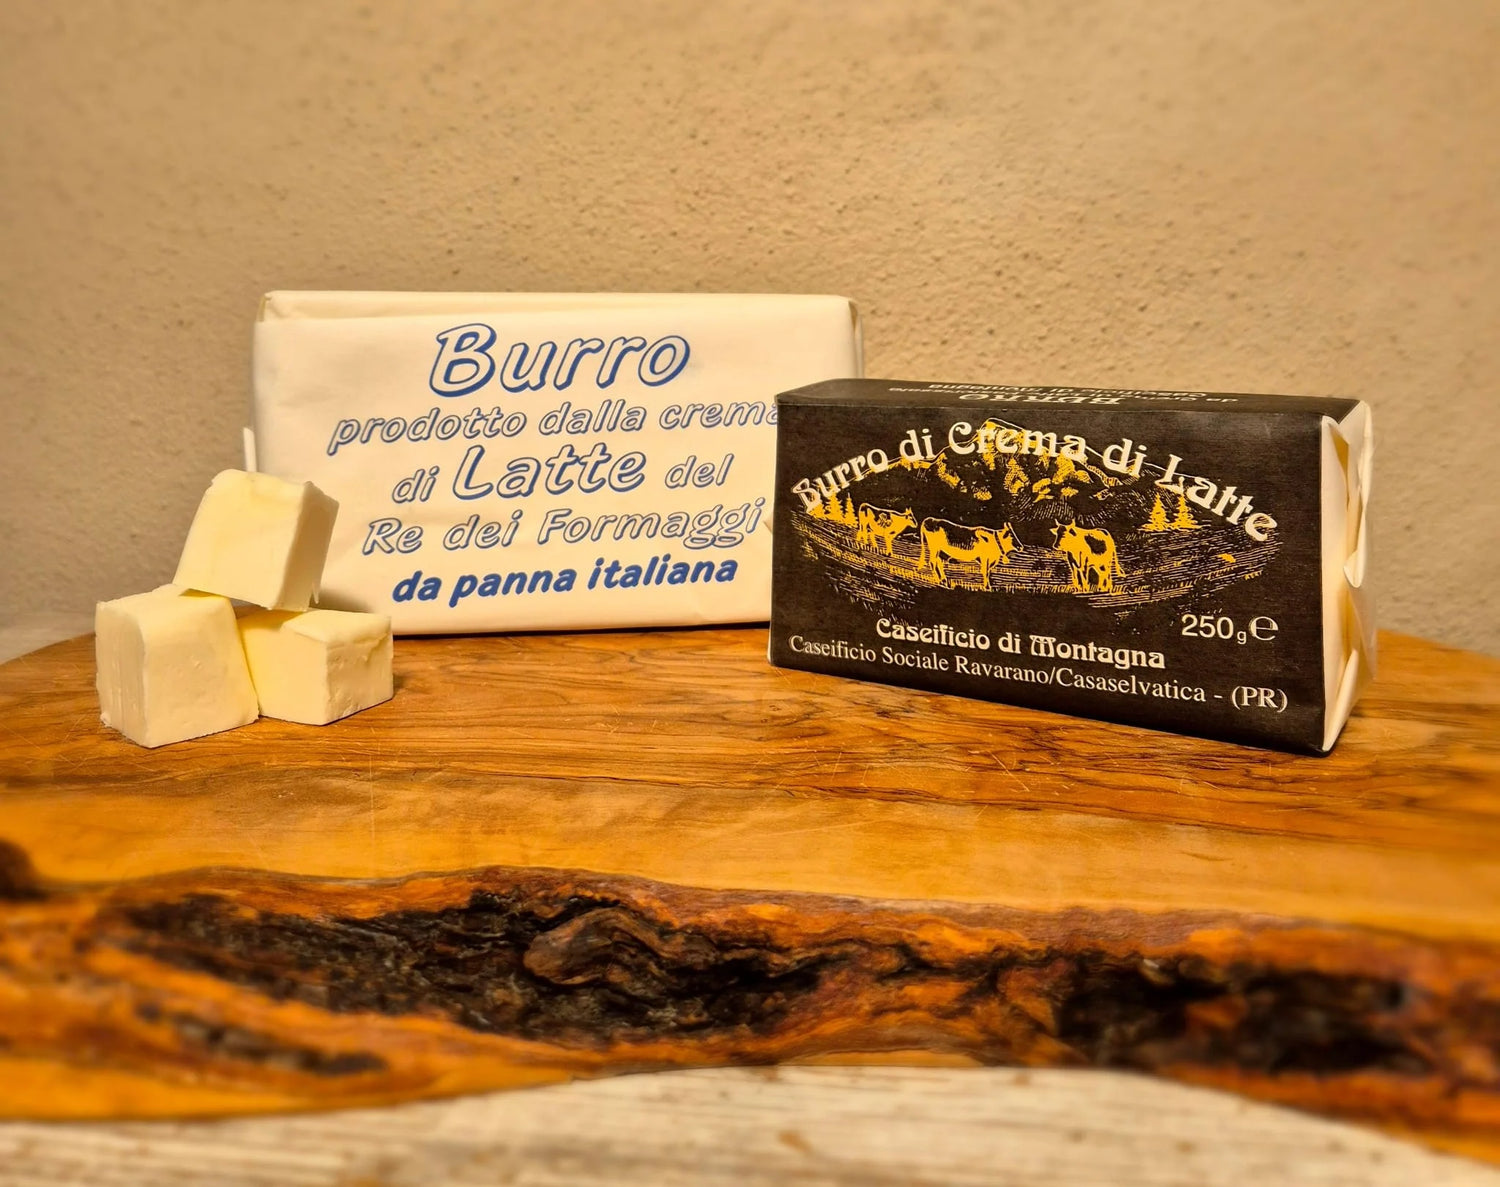 Burro
prodotto dalla crema
di Latte del
Re dei Formaggi
da panna italiana
Burro di Crema di Latte
250g℮
Caseificio di Montagna
Caseificio Sociale Ravarano/Casaselvatica - (PR)